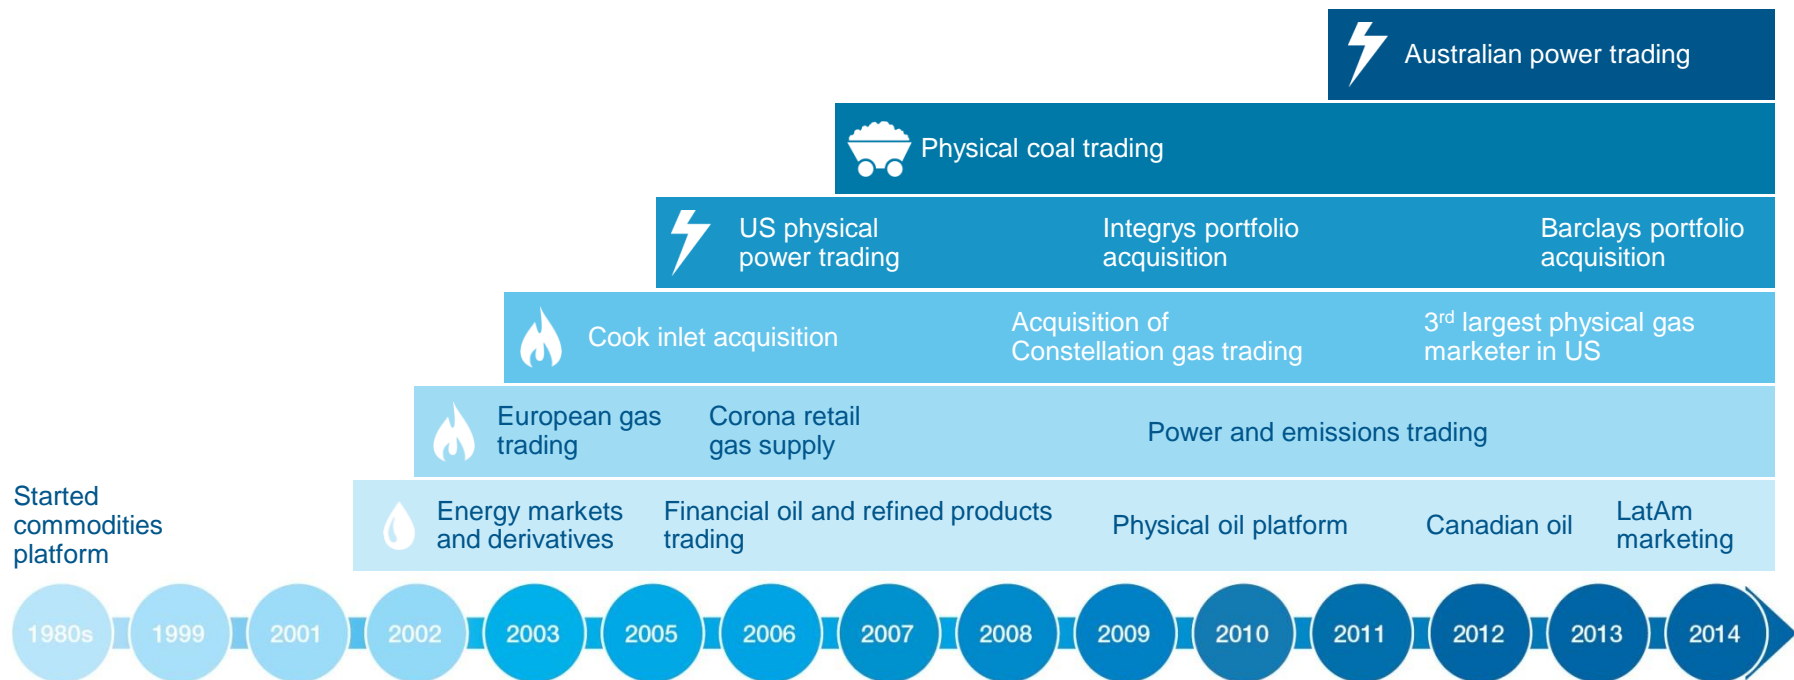 Australian power trading
Physical coal trading
US physical
power trading
Integrys portfolio
acquisition
Barclays portfolio
acquisition
Cook inlet acquisition
Acquisition of
Constellation gas trading
3rd largest physical gas
marketer in US
European gas
trading
Corona retail
gas supply
Power and emissions trading
Started
commodities
platform
Energy markets
and derivatives
Financial oil and refined products
trading
Physical oil platform
Canadian oil
LatAm
marketing
1980s 1999 2001 2002 2003 2005 2006 2007 2008 2009 2010 2011 2012 2013 2014